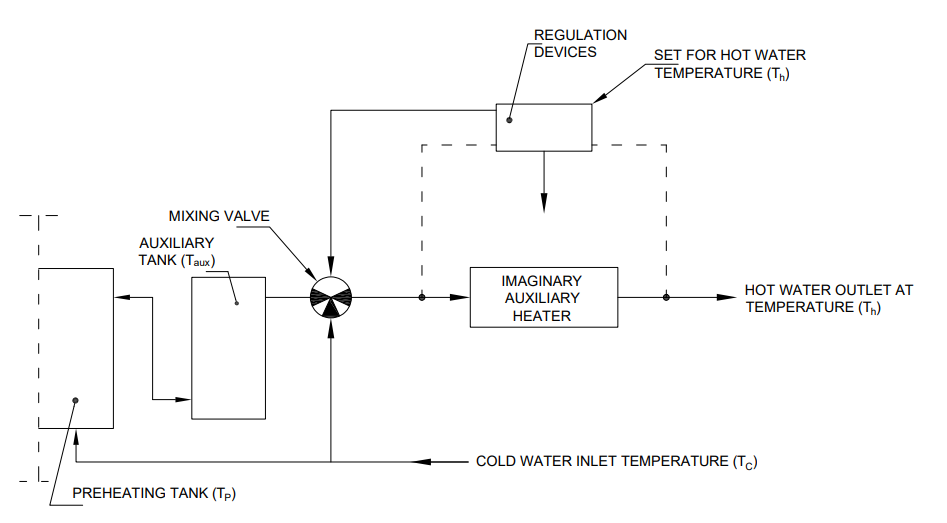 REGULATION
DEVICES
SET FOR HOT WATER
TEMPERATURE (Th)
MIXING VALVE
AUXILIARY
TANK (Taux)
IMAGINARY
AUXILIARY
HEATER
HOT WATER OUTLET AT
TEMPERATURE (Th)
COLD WATER INLET TEMPERATURE (TC)
PREHEATING TANK (TP)